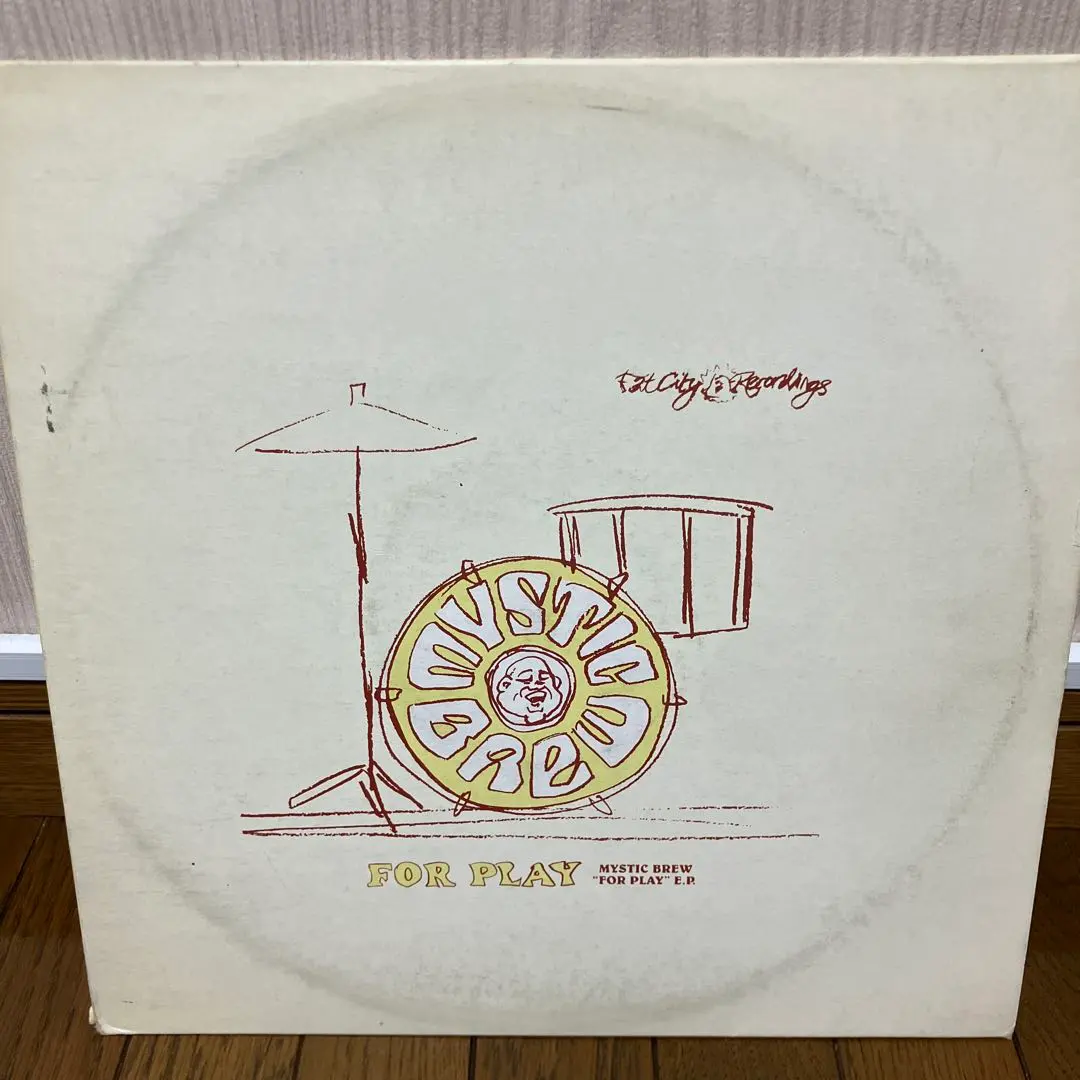 Fat City Recordings
MYSTIC
BREW
FOR PLAY
MYSTIC BREW
"FOR PLAY" E.P.